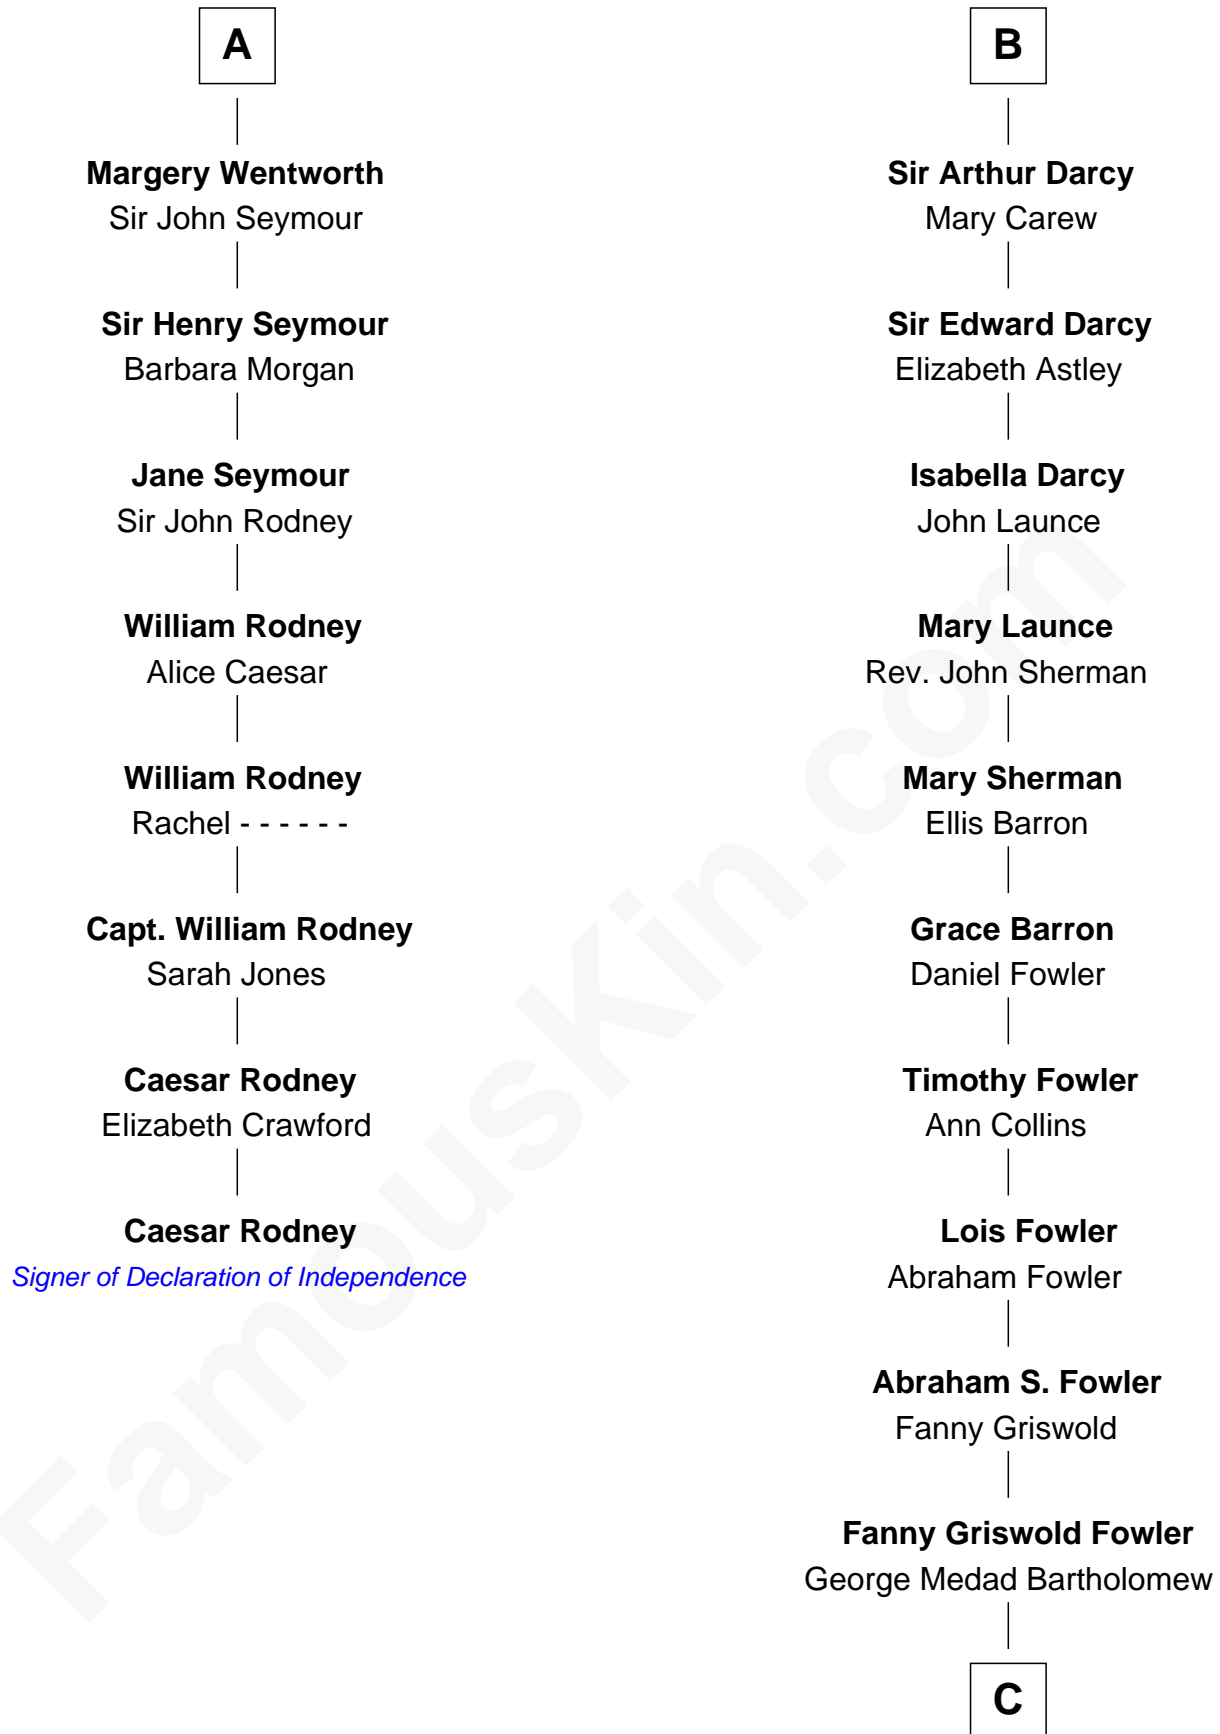 A
Margery Wentworth
Sir John Seymour
Sir Henry Seymour
Barbara Morgan
Jane Seymour
Sir John Rodney
William Rodney
Alice Caesar
William Rodney
Rachel - - - - - -
Capt. William Rodney
Sarah Jones
Caesar Rodney
Elizabeth Crawford
Caesar Rodney
Signer of Declaration of Independence
B
Sir Arthur Darcy
Mary Carew
Sir Edward Darcy
Elizabeth Astley
Isabella Darcy
John Launce
Mary Launce
Rev. John Sherman
Mary Sherman
Ellis Barron
Grace Barron
Daniel Fowler
Timothy Fowler
Ann Collins
Lois Fowler
Abraham Fowler
Abraham S. Fowler
Fanny Griswold
Fanny Griswold Fowler
George Medad Bartholomew
C
FamousKin.com